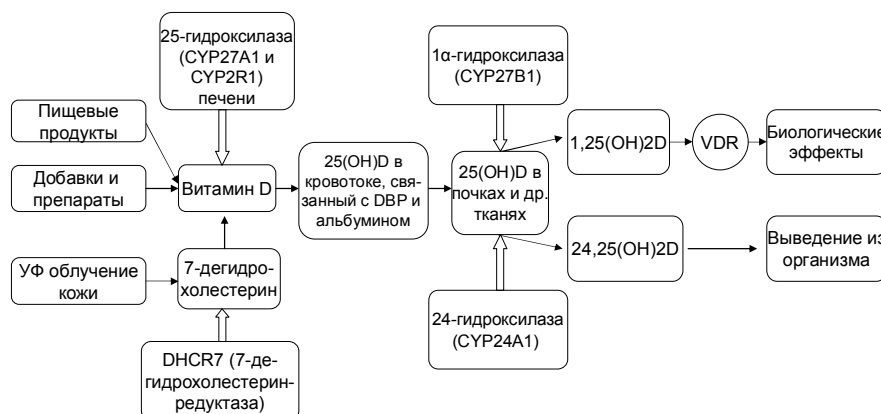 25-гидроксилаза
(CYP27A1 и
CYP2R1)
печени
1α-гидроксилаза
(CYP27B1)
Пищевые
продукты
Добавки и
препараты
Витамин D
25(OH)D в
кровотоке, свя-
занный с DBP и
альбумином
25(OH)D в
почках и др.
тканях
1,25(OH)2D
VDR
Биологические
эффекты
24,25(OH)2D
Выведение из
организма
УФ облучение
кожи
7-дегидро-
холестерин
24-гидроксилаза
(CYP24A1)
DHCR7 (7-де-
гидрохолестерин-
редуктаза)